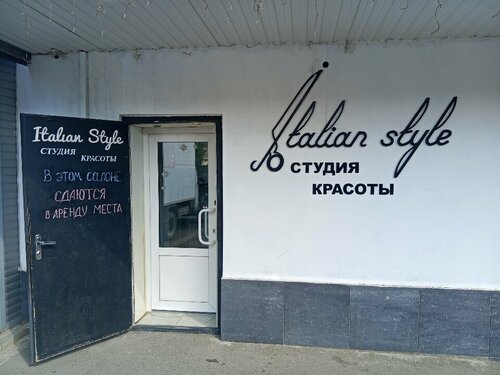 Italian Style
СТУДИЯ
КРАСОТЫ
В ЭТОМ САЛОНЕ
СДАЮТСЯ
В АРЕНДУ МЕСТА
Italian style
СТУДИЯ
КРАСОТЫ